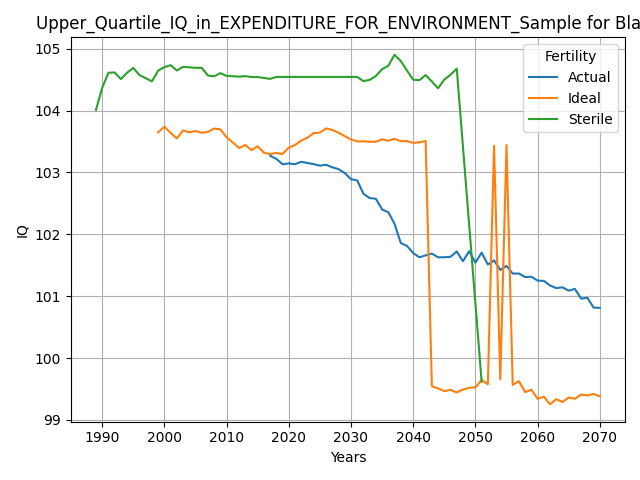 Upper_Quartile_IQ_in_EXPENDITURE_FOR_ENVIRONMENT_Sample for Bla
105
104
103
102
101
100
99
IQ
Fertility
Actual
Ideal
Sterile
1990
2000
2010
2020
2030
2040
2050
2060
2070
Years